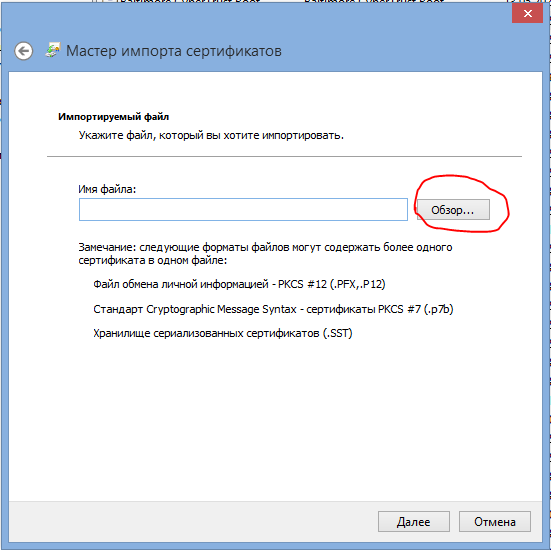 Мастер импорта сертификатов
Импортируемый файл
Укажите файл, который вы хотите импортировать.
Имя файла:
Обзор...
Замечание: следующие форматы файлов могут содержать более одного
сертификата в одном файле:
Файл обмена личной информацией - PKCS #12 (.PFX,.P12)
Стандарт Cryptographic Message Syntax - сертификаты PKCS #7 (.p7b)
Хранилище сериализованных сертификатов (.SST)
Далее
Отмена